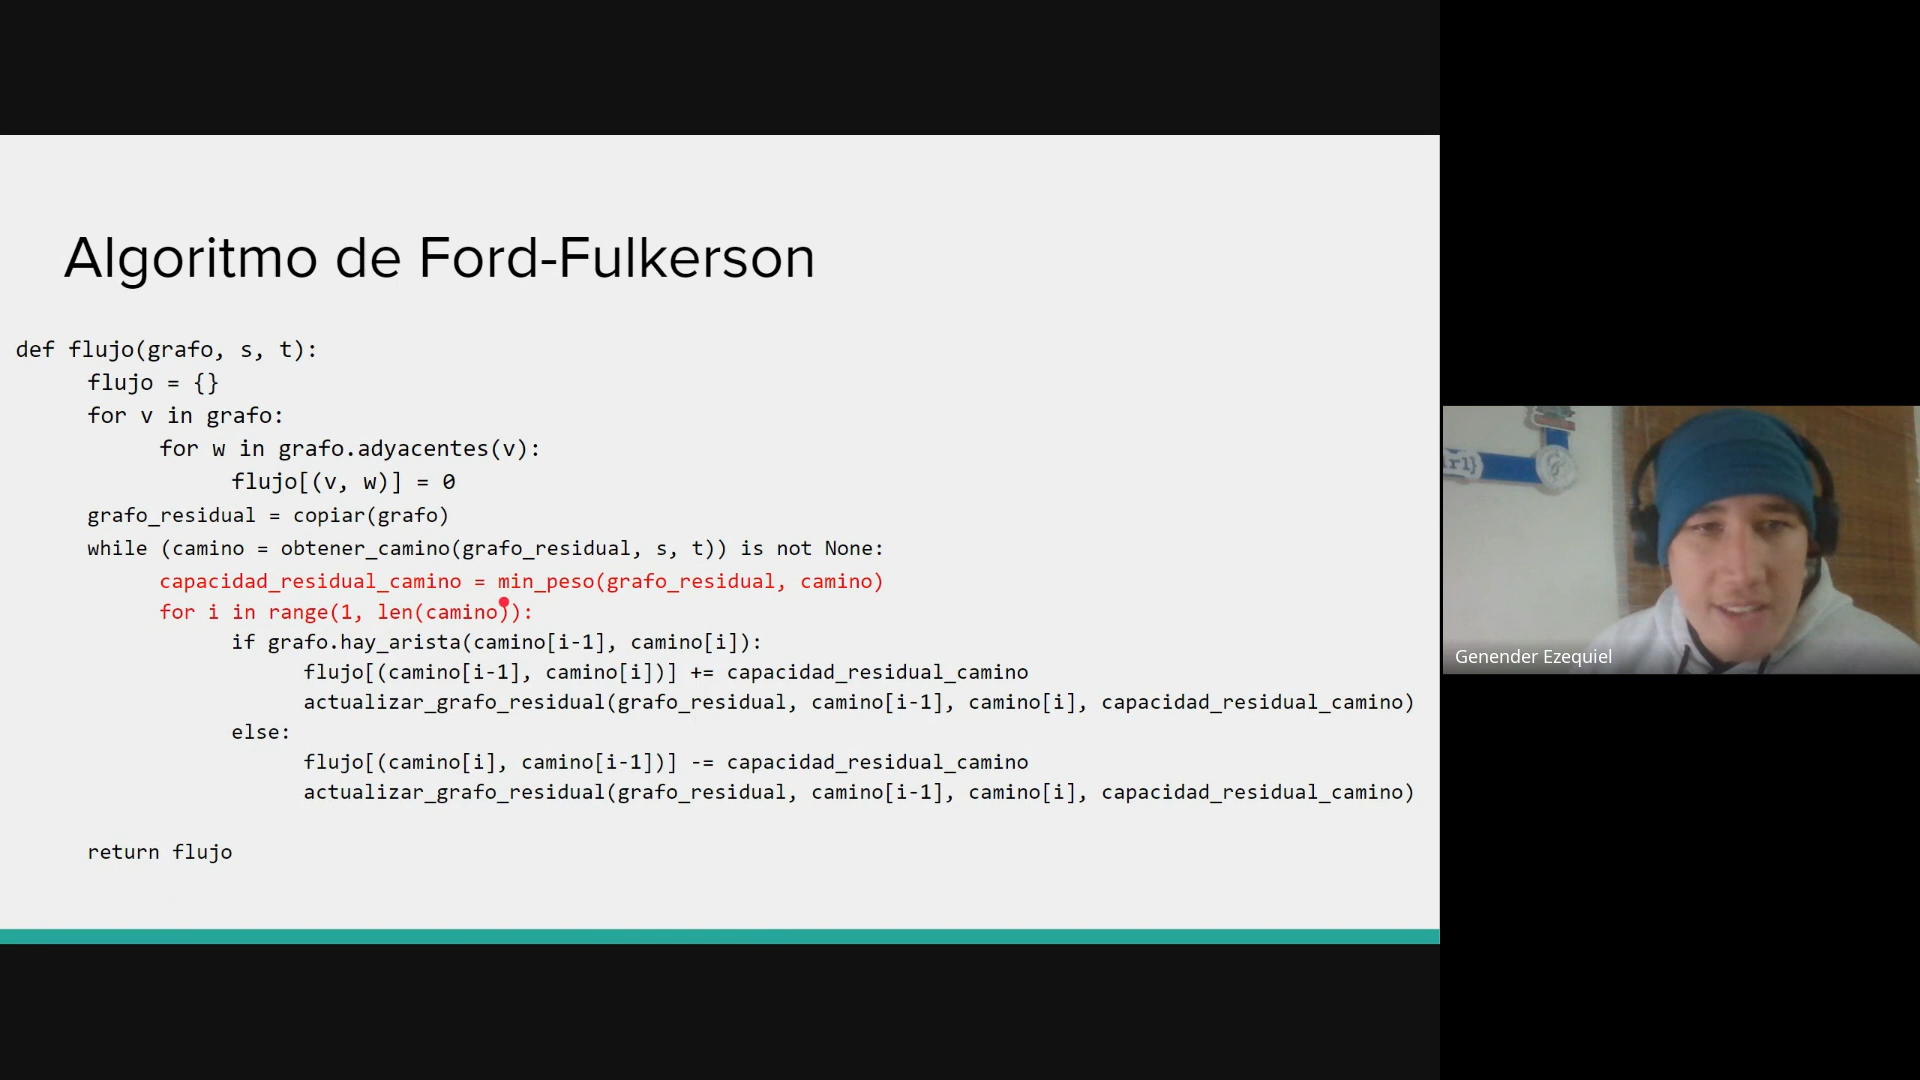 Algoritmo de Ford-Fulkerson
def flujo(grafo, s, t):
flujo = {}
for v in grafo:
for w in grafo.adyacentes(v):
flujo[(v, w)] = 0
grafo_residual = copiar(grafo)
while (camino = obtener_camino(grafo_residual, s, t)) is not None:
capacidad_residual_camino = min_peso(grafo_residual, camino)
for i in range(1, len(camino)):
if grafo.hay_arista(camino[i-1], camino[i]):
flujo[(camino[i-1], camino[i])] += capacidad_residual_camino
actualizar_grafo_residual(grafo_residual, camino[i-1], camino[i], capacidad_residual_camino)
else:
flujo[(camino[i], camino[i-1])] -= capacidad_residual_camino
actualizar_grafo_residual(grafo_residual, camino[i-1], camino[i], capacidad_residual_camino)
return flujo
Genender Ezequiel